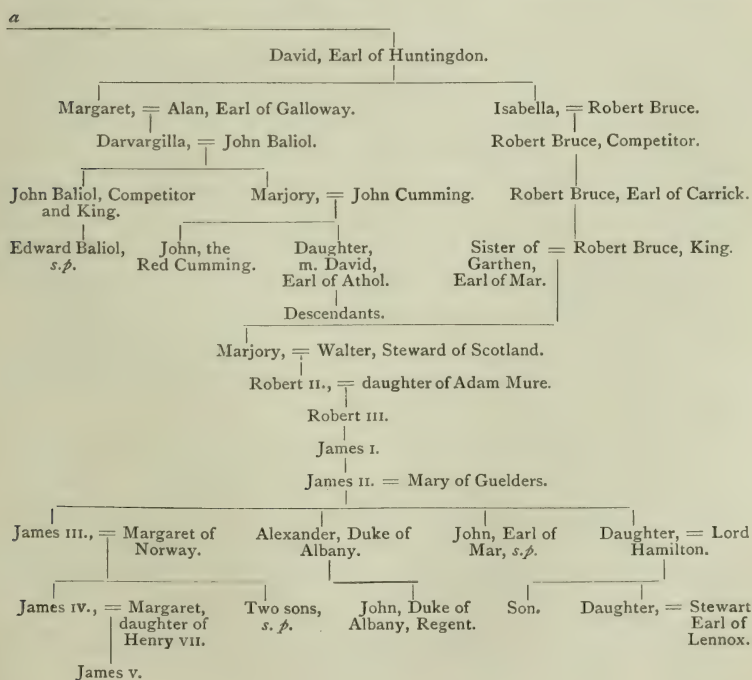 a
David, Earl of Huntingdon.
Margaret, = Alan, Earl of Galloway.
Isabella, = Robert Bruce.
Darvargilla, = John Baliol.
Robert Bruce, Competitor.
John Baliol, Competitor
and King.
Marjory, = John Cumming.
Robert Bruce, Earl of Carrick.
Edward Baliol,
s.p.
John, the
Red Cumming.
Daughter,
m. David,
Earl of Athol.
Sister of = Robert Bruce, King.
Garthen,
Earl of Mar.
Descendants.
Marjory, = Walter, Steward of Scotland.
Robert II., = daughter of Adam Mure.
Robert III.
James I.
James II. = Mary of Guelders.
James III., = Margaret of
Norway.
Alexander, Duke of
Albany.
John, Earl of
Mar, s.p.
Daughter, = Lord
Hamilton.
James IV., = Margaret,
daughter of
Henry VII.
Two sons,
s. p.
John, Duke of
Albany, Regent.
Son.
Daughter, = Stewart
Earl of
Lennox.
James V.